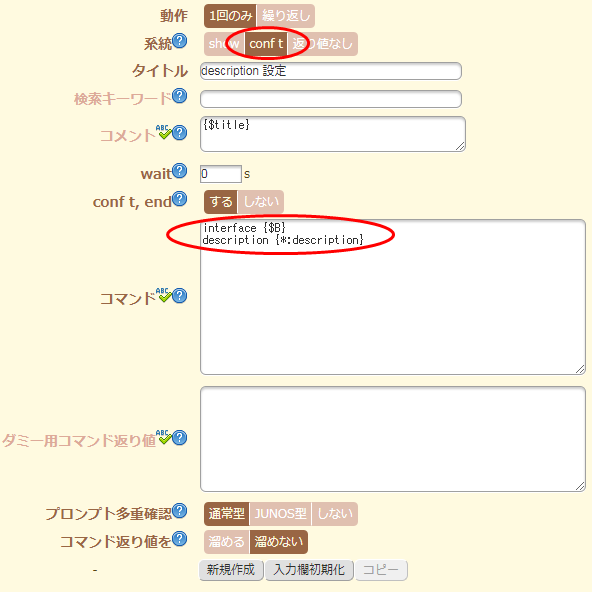 動作 1回のみ 繰り返し
系統 show conf t 返り値なし
タイトル description 設定
検索キーワード
コメント ABC {$title}
wait 0 s
conf t, end する しない
コマンド ABC interface {$B}
description {*:description}
ダミー用コマンド返り値 ABC
プロンプト多重確認 通常型 JUNOS型 しない
コマンド返り値を 溜める 溜めない
- 新規作成 入力欄初期化 コピー